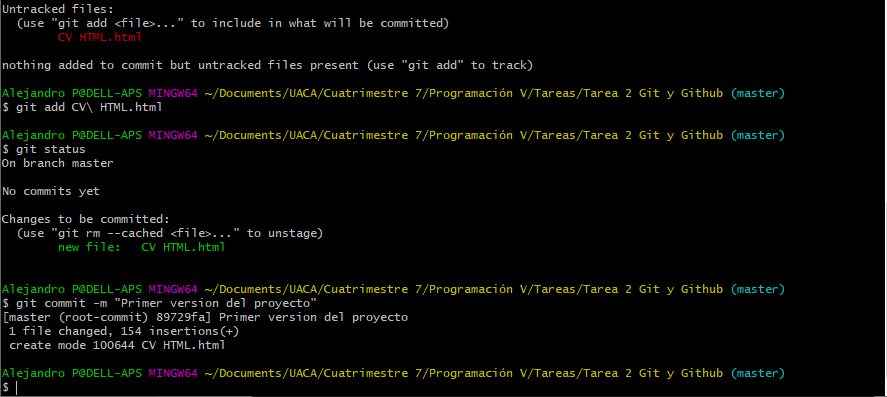 Untracked files:
  (use "git add <file>..." to include in what will be committed)
        CV HTML.html

nothing added to commit but untracked files present (use "git add" to track)

Alejandro P@DELL-APS MINGW64 ~/Documents/UACA/Cuatrimestre 7/Programación V/Tareas/Tarea 2 Git y Github (master)
$ git add CV\ HTML.html

Alejandro P@DELL-APS MINGW64 ~/Documents/UACA/Cuatrimestre 7/Programación V/Tareas/Tarea 2 Git y Github (master)
$ git status
On branch master

No commits yet

Changes to be committed:
  (use "git rm --cached <file>..." to unstage)
        new file:   CV HTML.html

Alejandro P@DELL-APS MINGW64 ~/Documents/UACA/Cuatrimestre 7/Programación V/Tareas/Tarea 2 Git y Github (master)
$ git commit -m "Primer version del proyecto"
[master (root-commit) 89729fa] Primer version del proyecto
 1 file changed, 154 insertions(+)
 create mode 100644 CV HTML.html

Alejandro P@DELL-APS MINGW64 ~/Documents/UACA/Cuatrimestre 7/Programación V/Tareas/Tarea 2 Git y Github (master)
$